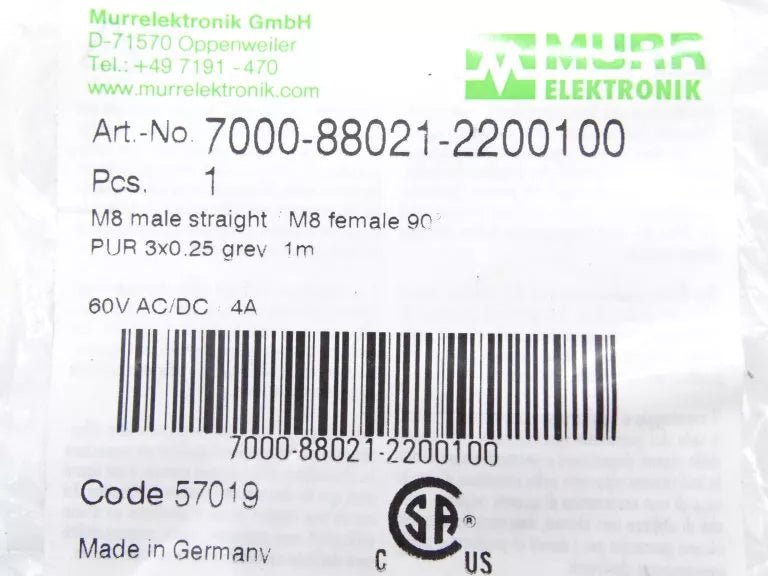 Murrelektronik GmbH
D-71570 Oppenweiler
Tel.: +49 7191 -470
www.murrelektronik.com
MURR
ELEKTRONIK
Art.-No. 7000-88021-2200100
Pcs. 1
M8 male straight M8 female 90°
PUR 3x0.25 grey 1m
60V AC/DC 4A
7000-88021-2200100
Code 57019
Made in Germany
C SA ® US